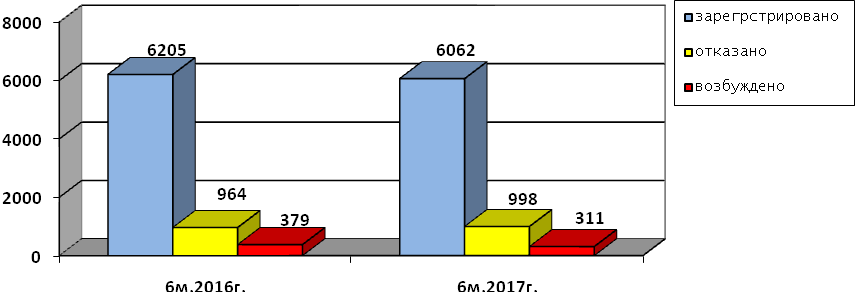 8000
6000
4000
2000
0
6205
964
379
6062
998
311
6м.2016г.
6м.2017г.
зарегрстрировано
отказано
возбуждено